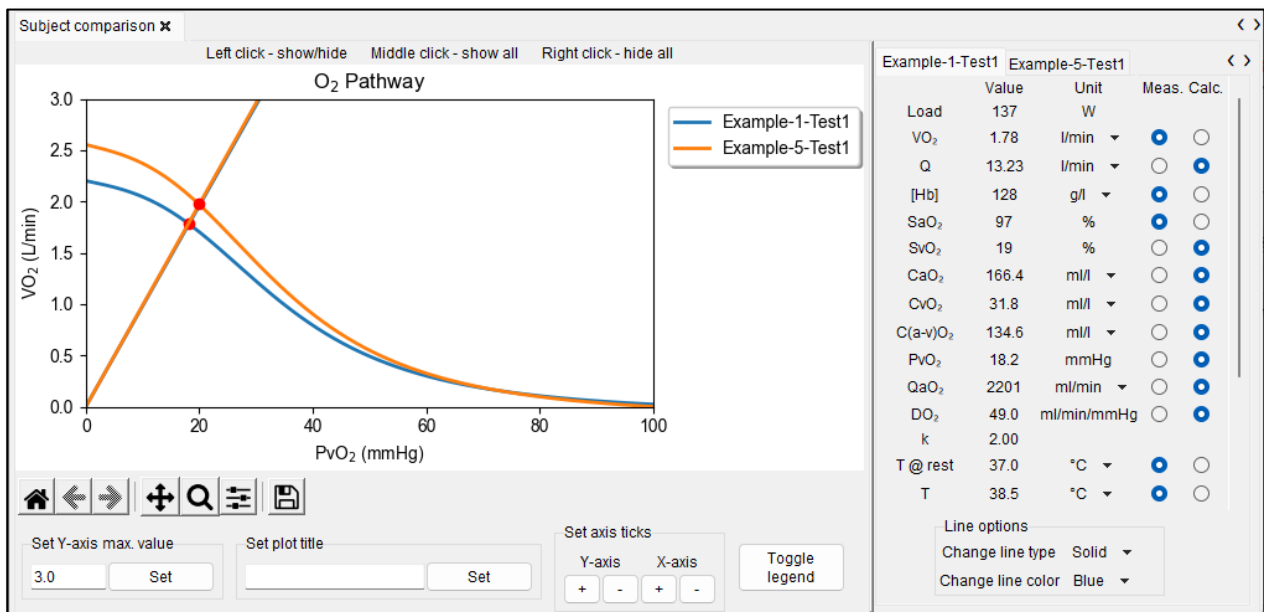 Subject comparison ✖
< >
Left click - show/hide Middle click - show all Right click - hide all
O₂ Pathway
3.0
2.5
2.0
1.5
1.0
0.5
0.0
VO₂ (L/min)
0 20 40 60 80 100
PvO₂ (mmHg)
Example-1-Test1
Example-5-Test1
Set Y-axis max. value
3.0 Set
Set plot title
Set
Set axis ticks
Y-axis X-axis
+ - + -
Toggle
legend
Example-1-Test1 Example-5-Test1 < >
Value Unit Meas. Calc.
Load 137 W
VO₂ 1.78 l/min
Q 13.23 l/min
[Hb] 128 g/l
SaO₂ 97 %
SvO₂ 19 %
CaO₂ 166.4 ml/l
CvO₂ 31.8 ml/l
C(a-v)O₂ 134.6 ml/l
PvO₂ 18.2 mmHg
QaO₂ 2201 ml/min
DO₂ 49.0 ml/min/mmHg
k 2.00
T @ rest 37.0 °C
T 38.5 °C
Line options
Change line type Solid
Change line color Blue